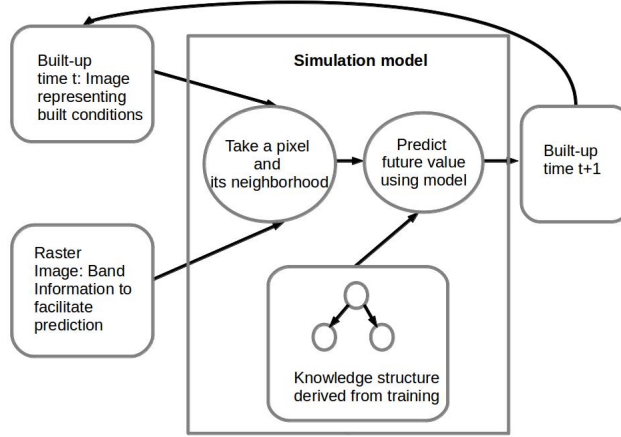 Built-up
time t: Image
representing
built conditions
Simulation model
Take a pixel
and
its neighborhood
Predict
future value
using model
Built-up
time t+1
Raster
Image: Band
Information to
facilitate
prediction
Knowledge structure
derived from training